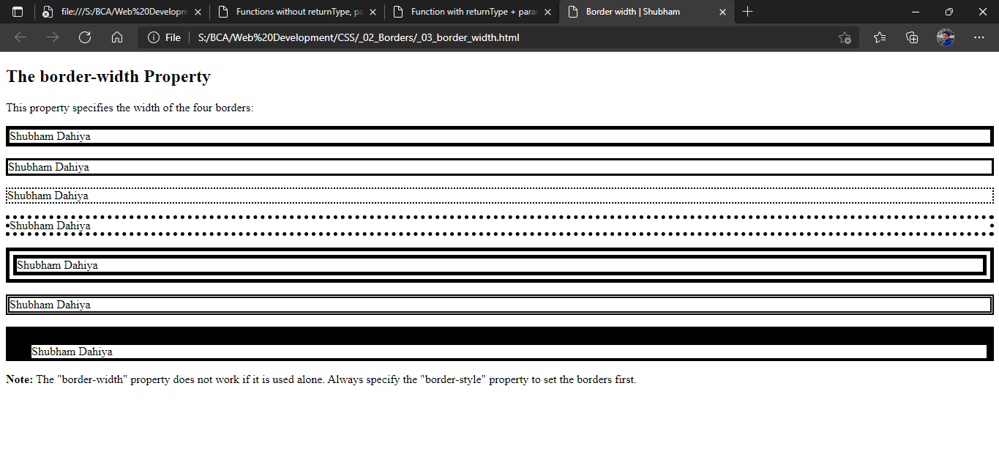 file:///S:/BCA/Web%20Developm
Functions without returnType, pa
Function with returnType + para
Border width | Shubham
File
S:/BCA/Web%20Development/CSS/_02_Borders/_03_border_width.html
The border-width Property
This property specifies the width of the four borders:
Shubham Dahiya
Shubham Dahiya
Shubham Dahiya
Shubham Dahiya
Shubham Dahiya
Shubham Dahiya
Shubham Dahiya
Note: The "border-width" property does not work if it is used alone. Always specify the "border-style" property to set the borders first.